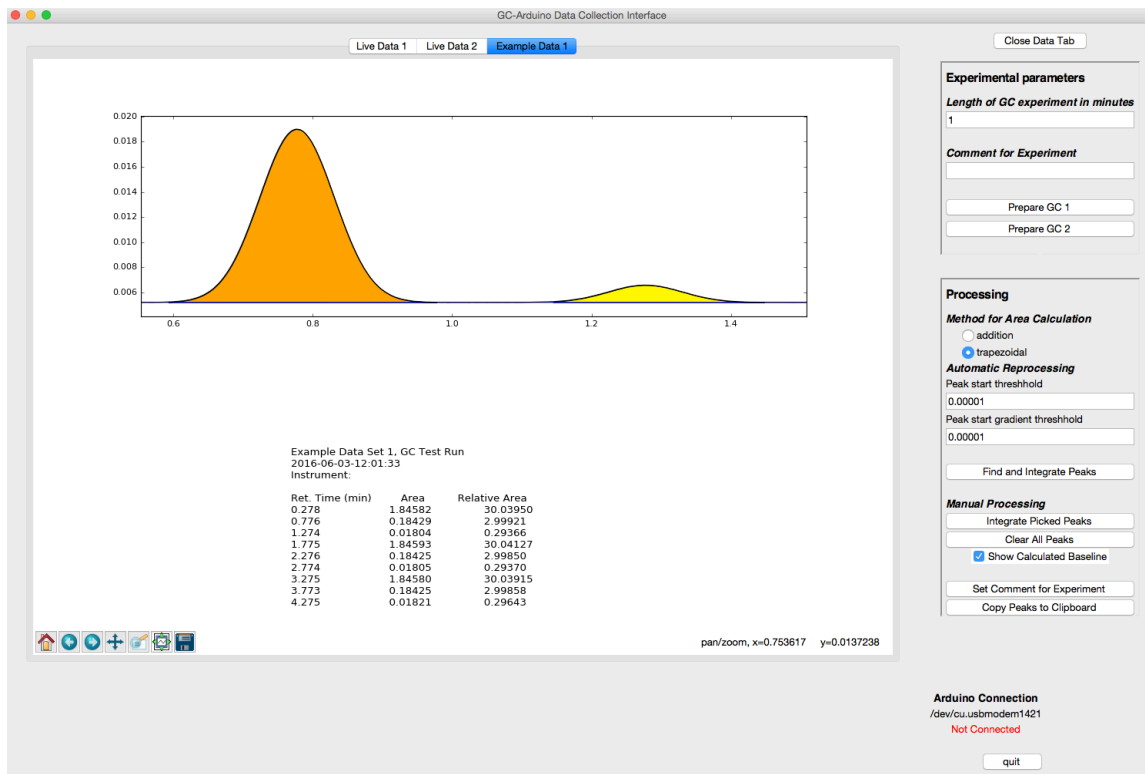 GC-Arduino Data Collection Interface
Live Data 1 Live Data 2 Example Data 1
0.020
0.018
0.016
0.014
0.012
0.010
0.008
0.006
0.6 0.8 1.0 1.2 1.4
Example Data Set 1, GC Test Run
2016-06-03-12:01:33
Instrument:
Ret. Time (min) Area Relative Area
0.278 1.84582 30.03950
0.776 0.18429 2.99921
1.274 0.01804 0.29366
1.775 1.84593 30.04127
2.276 0.18425 2.99850
2.774 0.01805 0.29370
3.275 1.84580 30.03915
3.773 0.18425 2.99858
4.275 0.01821 0.29643
pan/zoom, x=0.753617 y=0.0137238
Close Data Tab
Experimental parameters
Length of GC experiment in minutes
1
Comment for Experiment
Prepare GC 1
Prepare GC 2
Processing
Method for Area Calculation
addition
trapezoidal
Automatic Reprocessing
Peak start threshhold
0.00001
Peak start gradient threshhold
0.00001
Find and Integrate Peaks
Manual Processing
Integrate Picked Peaks
Clear All Peaks
Show Calculated Baseline
Set Comment for Experiment
Copy Peaks to Clipboard
Arduino Connection
/dev/cu.usbmodem1421
Not Connected
quit